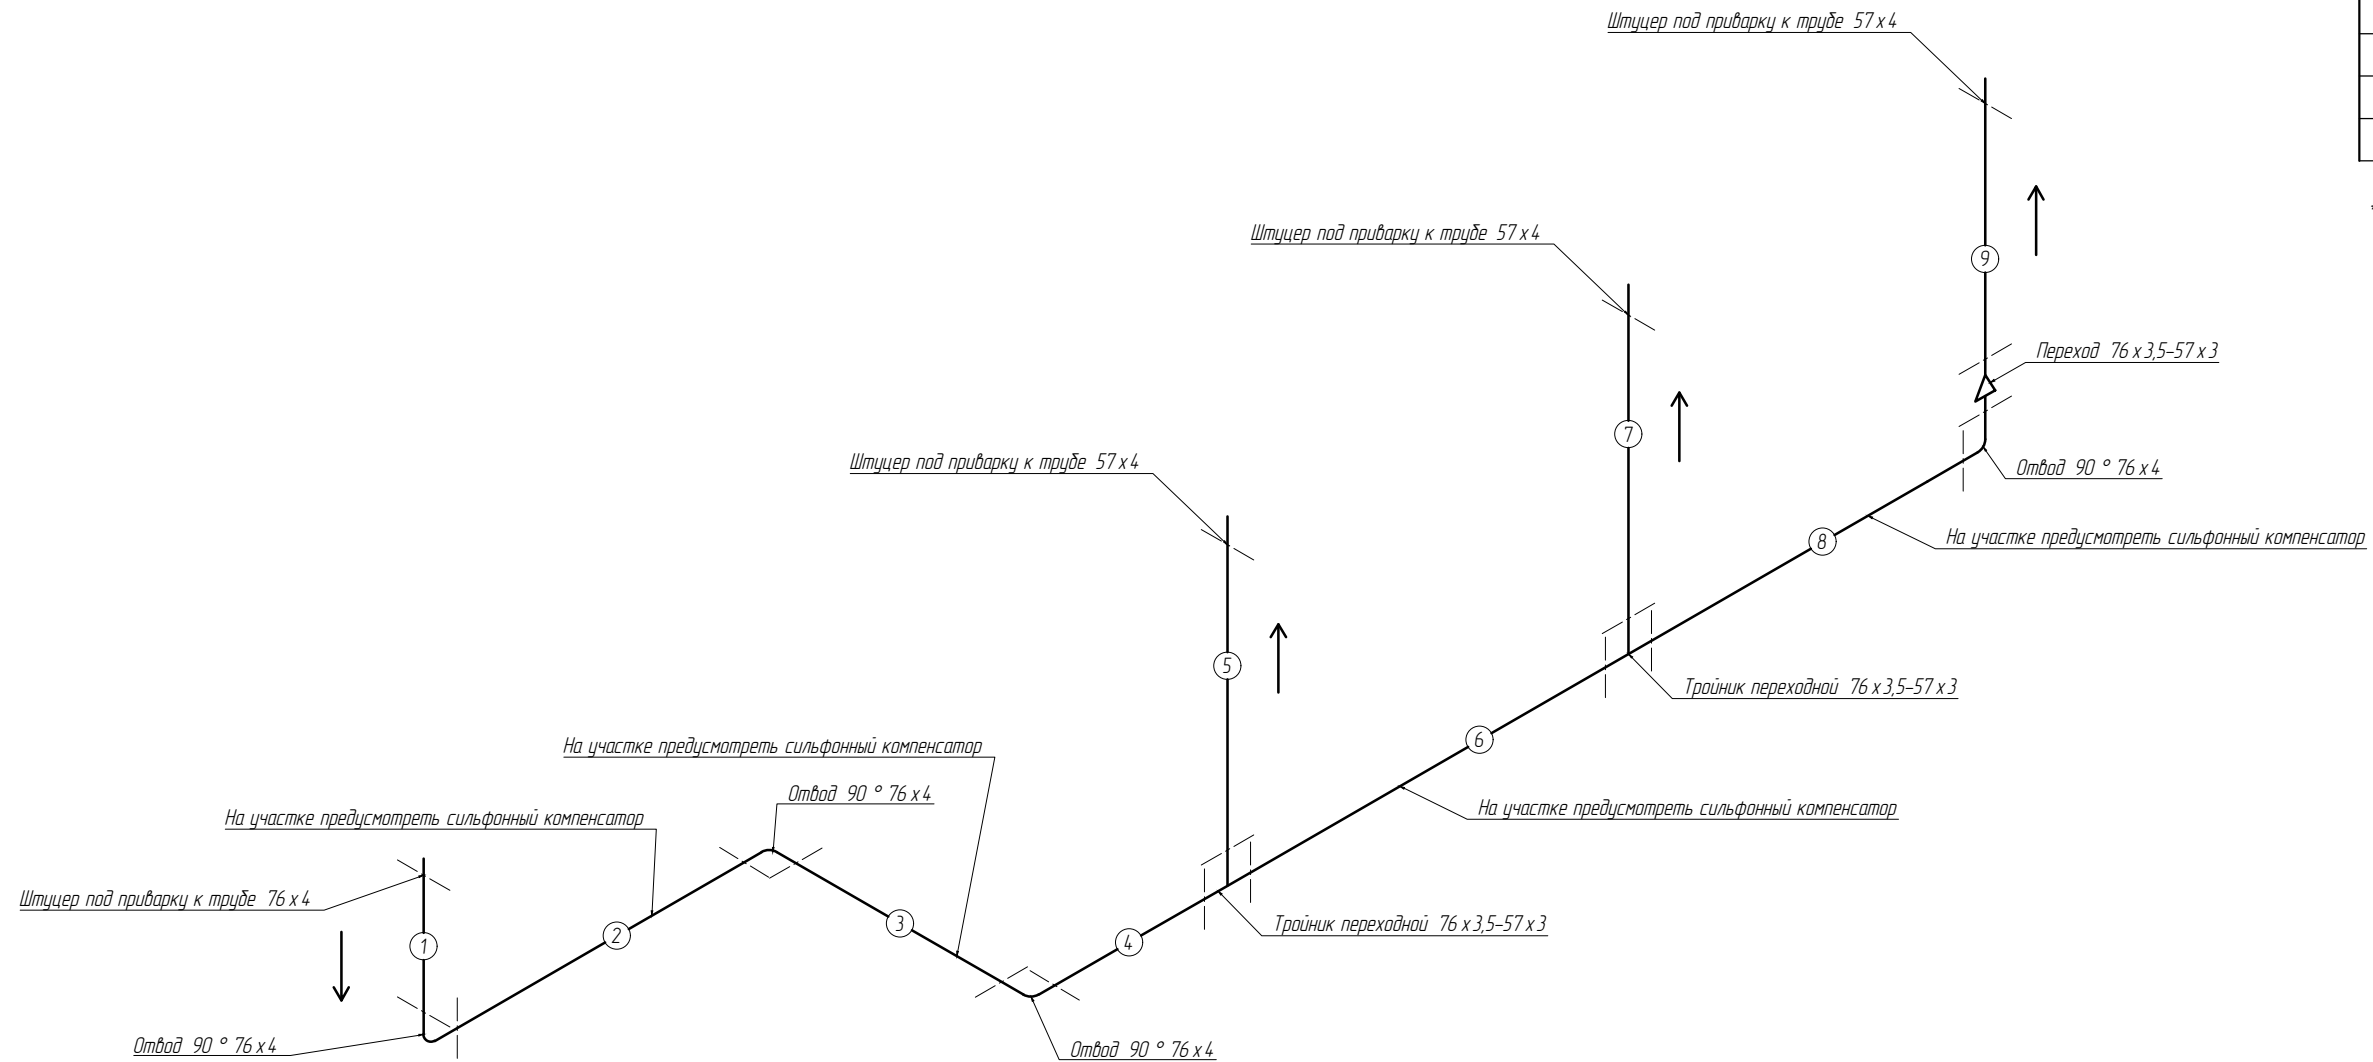 Штуцер под приварку к трубе 57 х 4
*
Штуцер под приварку к трубе 57 х 4
9
Переход 76 х 3,5-57 х 3
7
Штуцер под приварку к трубе 57 х 4
Отвод 90 ° 76 х 4
8
На участке предусмотреть сильфонный компенсатор
5
Тройник переходной 76 х 3,5-57 х 3
6
На участке предусмотреть сильфонный компенсатор
Отвод 90 ° 76 х 4
На участке предусмотреть сильфонный компенсатор
На участке предусмотреть сильфонный компенсатор
Штуцер под приварку к трубе 76 х 4
3
Тройник переходной 76 х 3,5-57 х 3
2
4
1
Отвод 90 ° 76 х 4
Отвод 90 ° 76 х 4